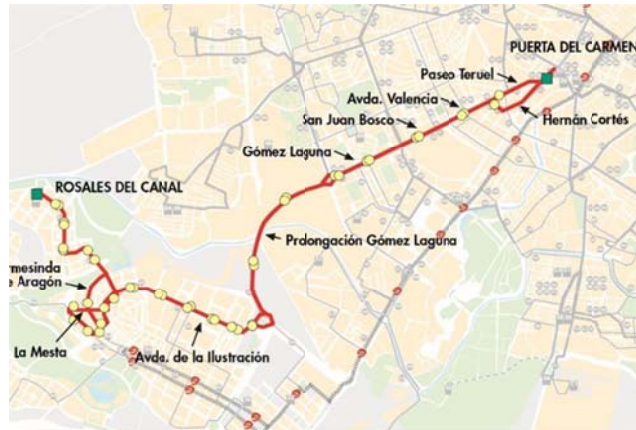 PUERTA DEL CARMEN
Paseo Teruel
Avda. Valencia
San Juan Bosco
Hernán Cortés
Gómez Laguna
ROSALES DEL CANAL
Prolongación Gómez Laguna
rmesinda
e Aragón
La Mesta
Avda. de la Ilustración